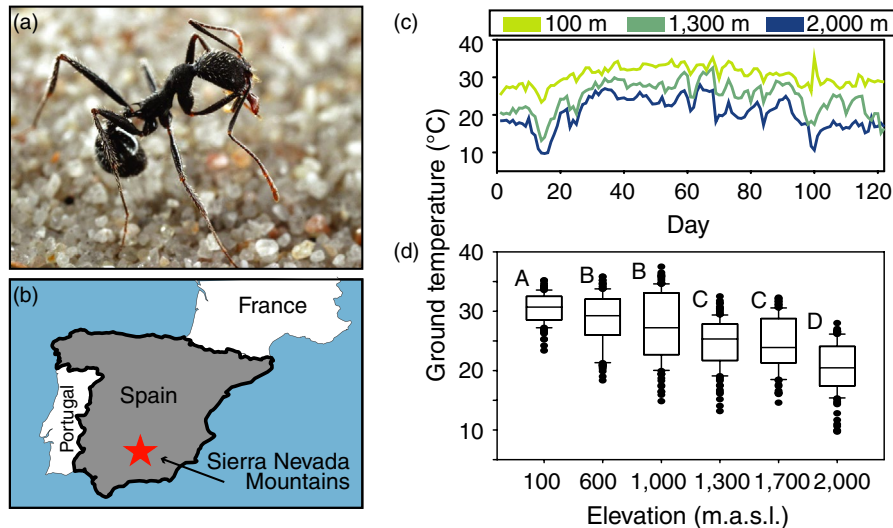 (a)
(b)
France
Spain
Portugal
Sierra Nevada
Mountains
(c)
100 m 1,300 m 2,000 m
Ground temperature (°C)
40
30
20
10
0 20 40 60 80 100 120
Day
(d)
40
30
20
10
A B B C C D
100 600 1,000 1,300 1,700 2,000
Elevation (m.a.s.l.)